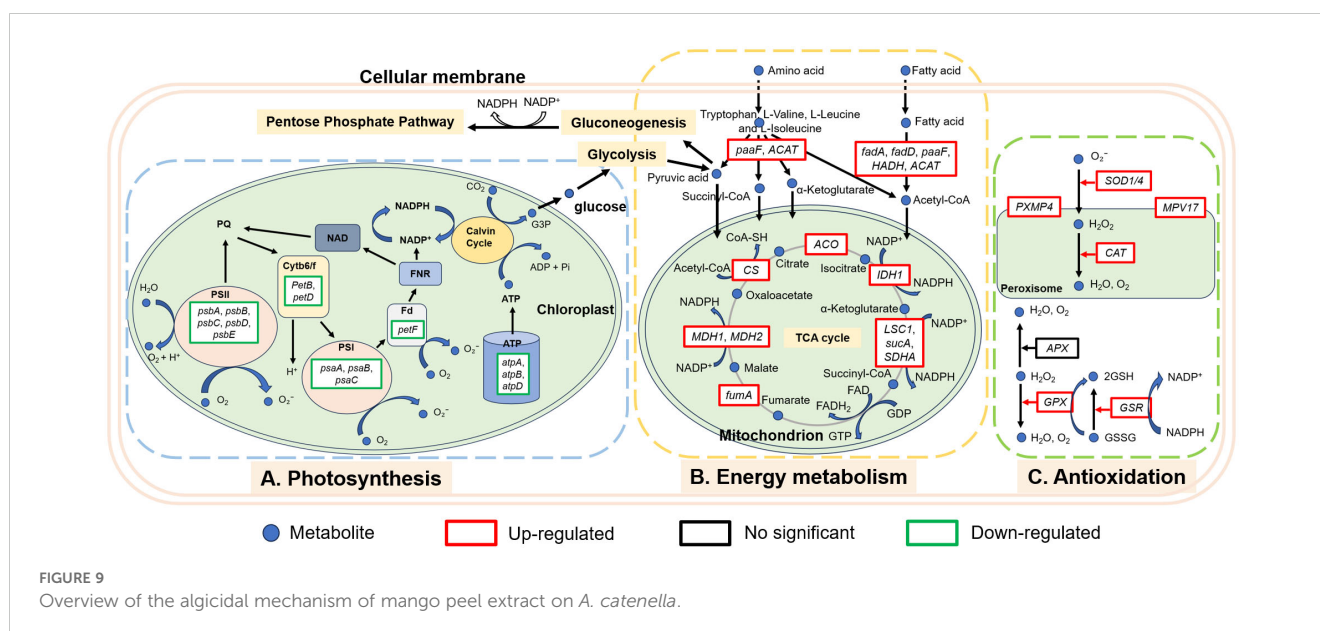 Cellular membrane
NADPH NADP⁺
Pentose Phosphate Pathway
Gluconeogenesis
Glycolysis
glucose
CO₂
G3P
NADPH
NADP⁺
Calvin
Cycle
ADP + Pi
ATP
Chloroplast
PQ
NAD
FNR
Cytb6/f
PetB,
petD
Fd
petF
H₂O
PSII
psbA, psbB,
psbC, psbD,
psbE
O₂ + H⁺
O₂
O₂⁻
H⁺
PSI
psaA, psaB,
psaC
O₂⁻
O₂
O₂⁻
O₂
ATP
atpA,
atpB,
atpD
A. Photosynthesis
Amino acid
Fatty acid
Tryptophan, L-Valine, L-Leucine
and L-Isoleucine
Fatty acid
paaF, ACAT
fadA, fadD, paaF,
HADH, ACAT
Pyruvic acid
Succinyl-CoA
α-Ketoglutarate
Acetyl-CoA
CoA-SH
Acetyl-CoA
CS
Citrate
ACO
Isocitrate
NADP⁺
IDH1
NADPH
Oxaloacetate
α-Ketoglutarate
NADPH
MDH1, MDH2
NADP⁺
TCA cycle
LSC1,
sucA,
SDHA
NADP⁺
NADPH
Malate
Succinyl-CoA
fumA
Fumarate
FAD
FADH₂
GDP
GTP
Mitochondrion
B. Energy metabolism
O₂⁻
SOD1/4
PXMP4
MPV17
H₂O₂
CAT
H₂O, O₂
Peroxisome
H₂O, O₂
APX
H₂O₂
GPX
H₂O, O₂
2GSH
GSR
GSSG
NADP⁺
NADPH
C. Antioxidation
Metabolite
Up-regulated
No significant
Down-regulated
FIGURE 9
Overview of the algicidal mechanism of mango peel extract on A. catenella.